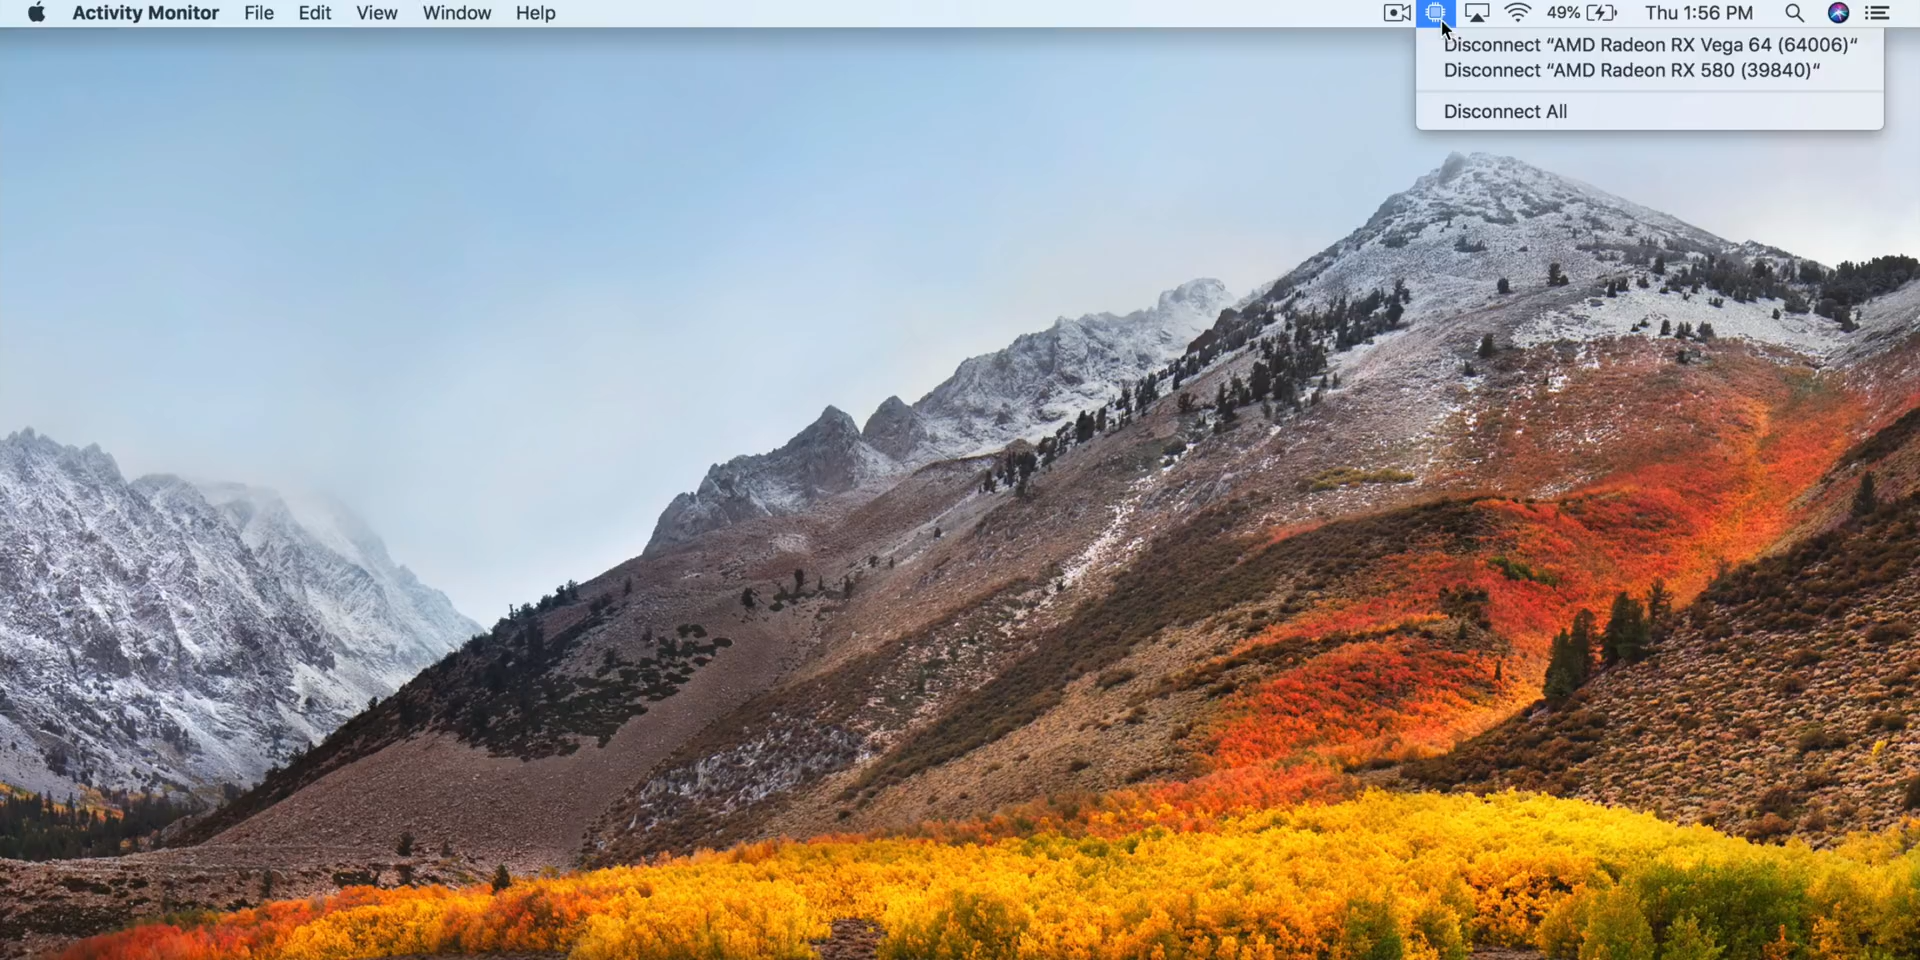 Activity Monitor File Edit View Window Help 49% Thu 1:56 PM
Disconnect “AMD Radeon RX Vega 64 (64006)“
Disconnect “AMD Radeon RX 580 (39840)“
Disconnect All